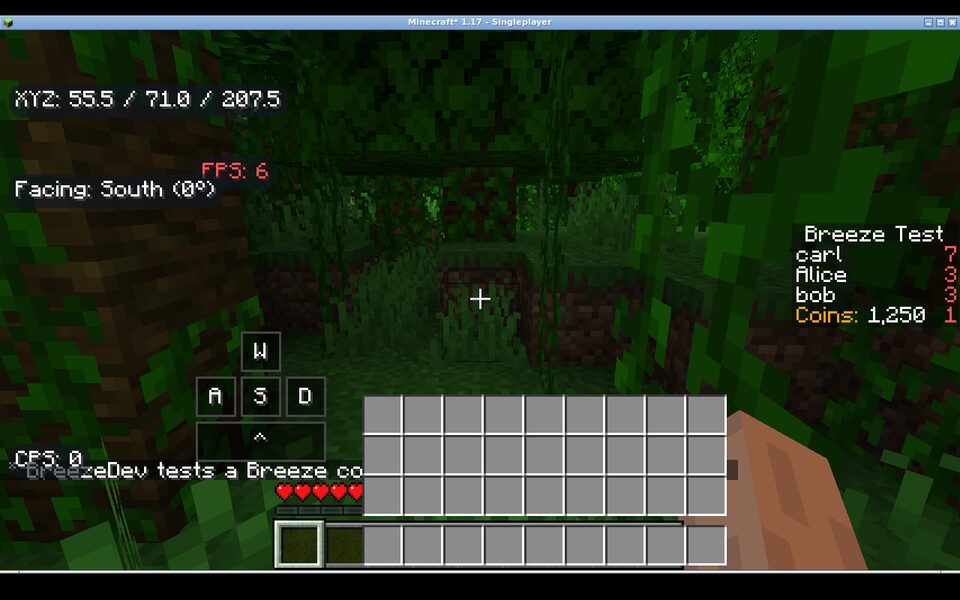 Minecraft* 1.17 - Singleplayer
XYZ: 55.5 / 71.0 / 207.5
FPS: 6
Facing: South (0°)
Breeze Test
carl 7
Alice 3
bob 3
Coins: 1,250 1
W
A S D
^
CPS: 0
BreezeDev tests a Breeze co